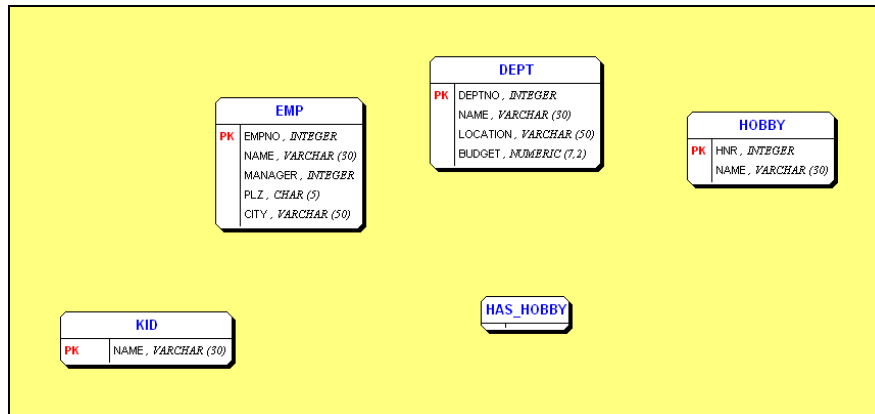 DEPT
PK DEPTNO , INTEGER
NAME , VARCHAR (30)
LOCATION , VARCHAR (50)
BUDGET , NUMERIC (7,2)
EMP
PK EMPNO , INTEGER
NAME , VARCHAR (30)
MANAGER , INTEGER
PLZ , CHAR (5)
CITY , VARCHAR (50)
HOBBY
PK HNR , INTEGER
NAME , VARCHAR (30)
HAS_HOBBY
KID
PK NAME , VARCHAR (30)